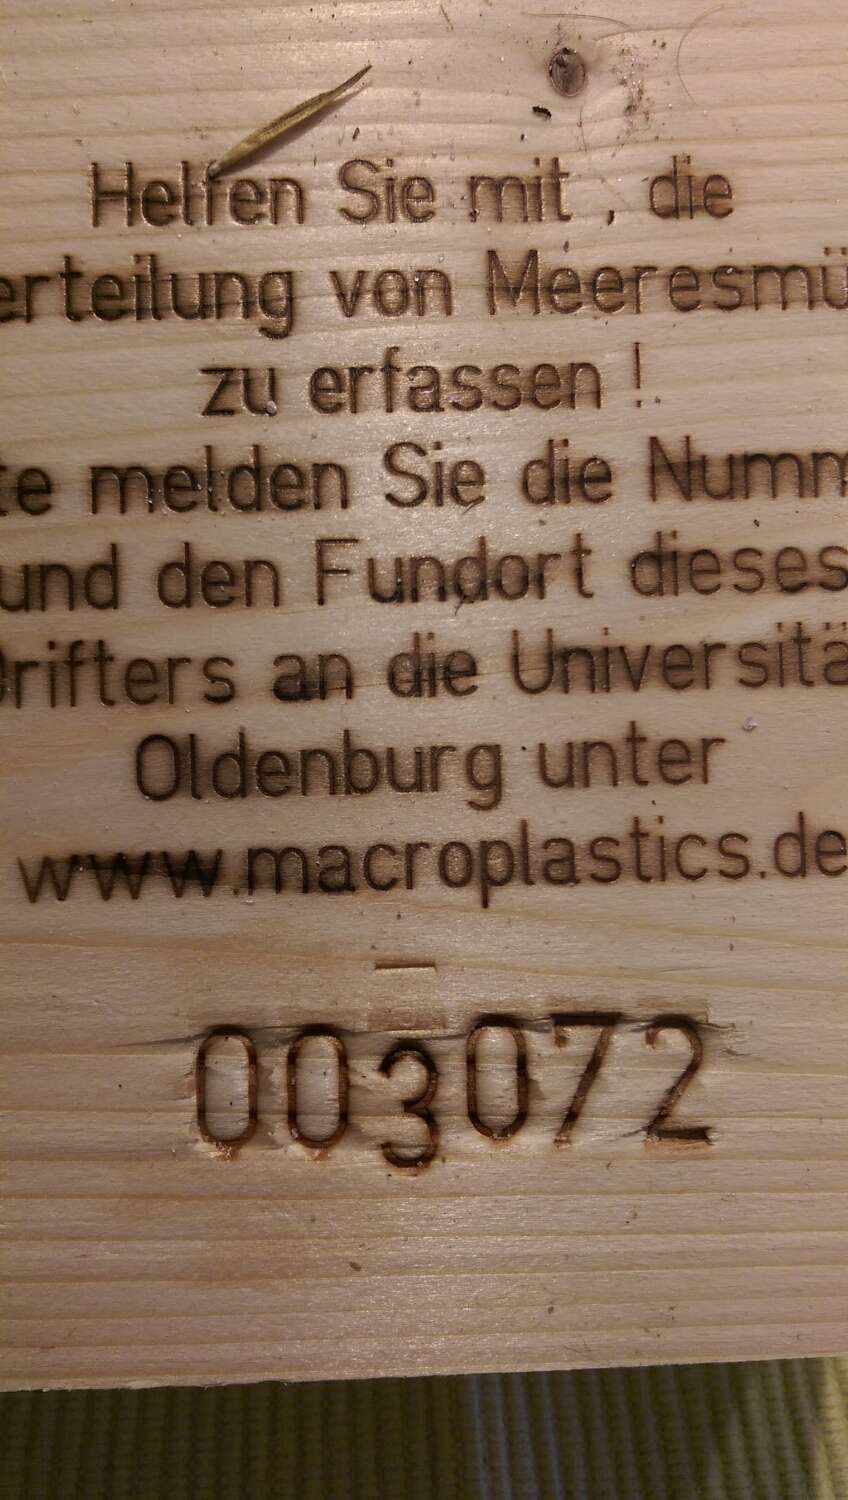 Helfen Sie mit , die
erteilung von Meeresmü
zu erfassen !
te melden Sie die Numm
und den Fundort dieses
Drifters an die Universitä
Oldenburg unter
www.macroplastics.de
003072